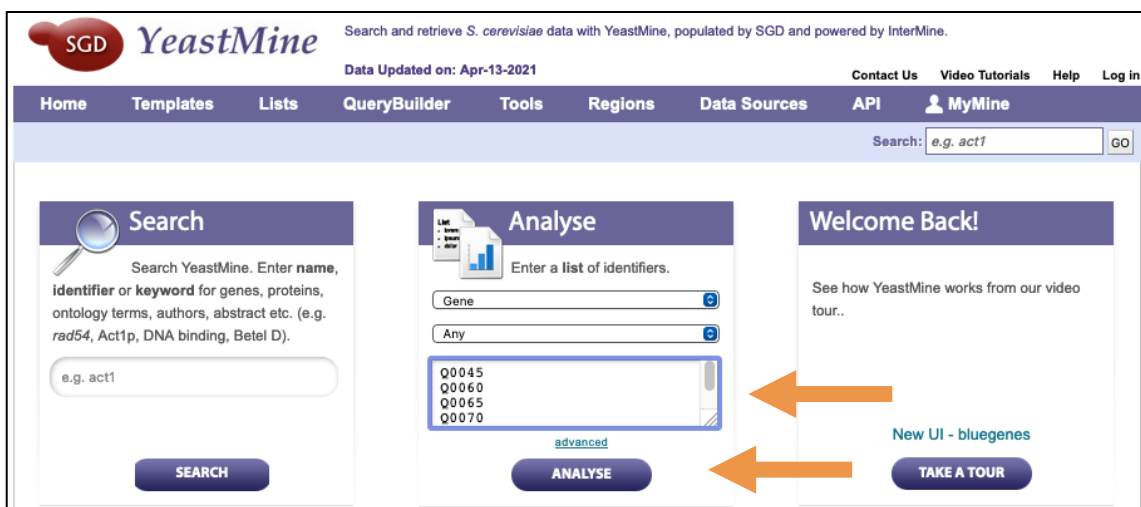 SGD
YeastMine
Search and retrieve S. cerevisiae data with YeastMine, populated by SGD and powered by InterMine.
Data Updated on: Apr-13-2021
Contact Us Video Tutorials Help Log in
Home Templates Lists QueryBuilder Tools Regions Data Sources API MyMine
Search: e.g. act1 GO
Search
Search YeastMine. Enter name,
identifier or keyword for genes, proteins,
ontology terms, authors, abstract etc. (e.g.
rad54, Act1p, DNA binding, Betel D).
e.g. act1
SEARCH
List
Analyse
Enter a list of identifiers.
Gene
Any
Q0045
Q0060
Q0065
Q0070
advanced
ANALYSE
Welcome Back!
See how YeastMine works from our video
tour..
New UI - bluegenes
TAKE A TOUR